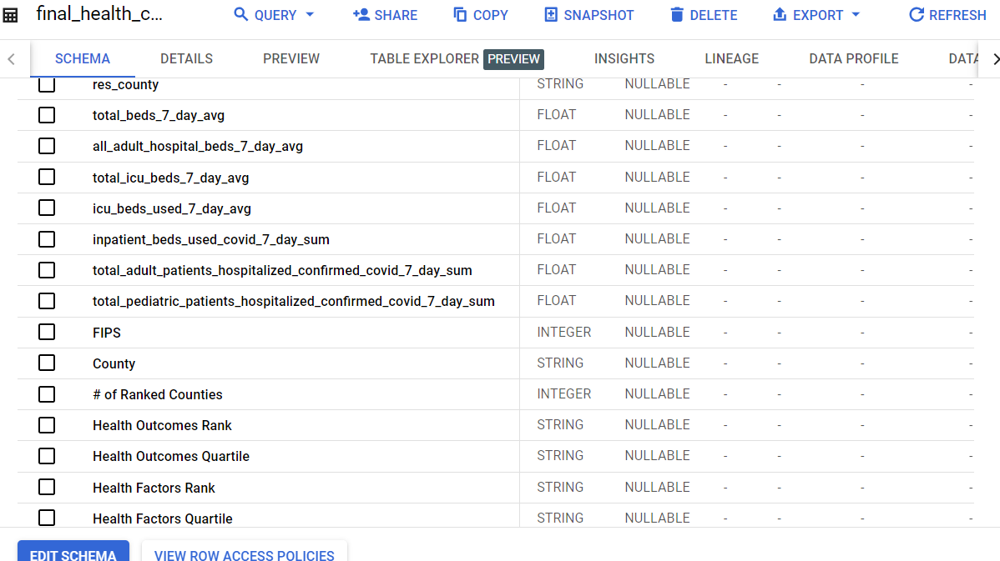 final_health_c... QUERY SHARE COPY SNAPSHOT DELETE EXPORT REFRESH
SCHEMA DETAILS PREVIEW TABLE EXPLORER PREVIEW INSIGHTS LINEAGE DATA PROFILE DATA
res_county STRING NULLABLE - - - -
total_beds_7_day_avg FLOAT NULLABLE - - - -
all_adult_hospital_beds_7_day_avg FLOAT NULLABLE - - - -
total_icu_beds_7_day_avg FLOAT NULLABLE - - - -
icu_beds_used_7_day_avg FLOAT NULLABLE - - - -
inpatient_beds_used_covid_7_day_sum FLOAT NULLABLE - - - -
total_adult_patients_hospitalized_confirmed_covid_7_day_sum FLOAT NULLABLE - - - -
total_pediatric_patients_hospitalized_confirmed_covid_7_day_sum FLOAT NULLABLE - - - -
FIPS INTEGER NULLABLE - - - -
County STRING NULLABLE - - - -
# of Ranked Counties INTEGER NULLABLE - - - -
Health Outcomes Rank STRING NULLABLE - - - -
Health Outcomes Quartile STRING NULLABLE - - - -
Health Factors Rank STRING NULLABLE - - - -
Health Factors Quartile STRING NULLABLE - - - -
EDIT SCHEMA VIEW ROW ACCESS POLICIES